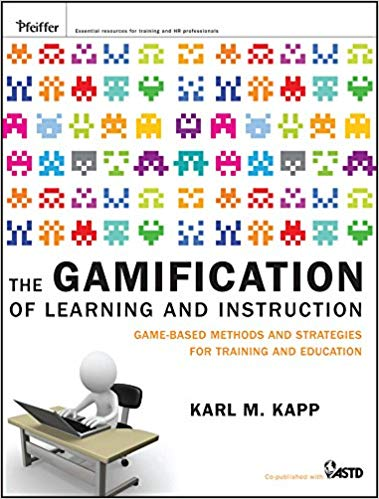 Pfeiffer
Essential resources for training and HR professionals
THE GAMIFICATION
OF LEARNING AND INSTRUCTION
GAME-BASED METHODS AND STRATEGIES
FOR TRAINING AND EDUCATION
KARL M. KAPP
Co-published with ASTD